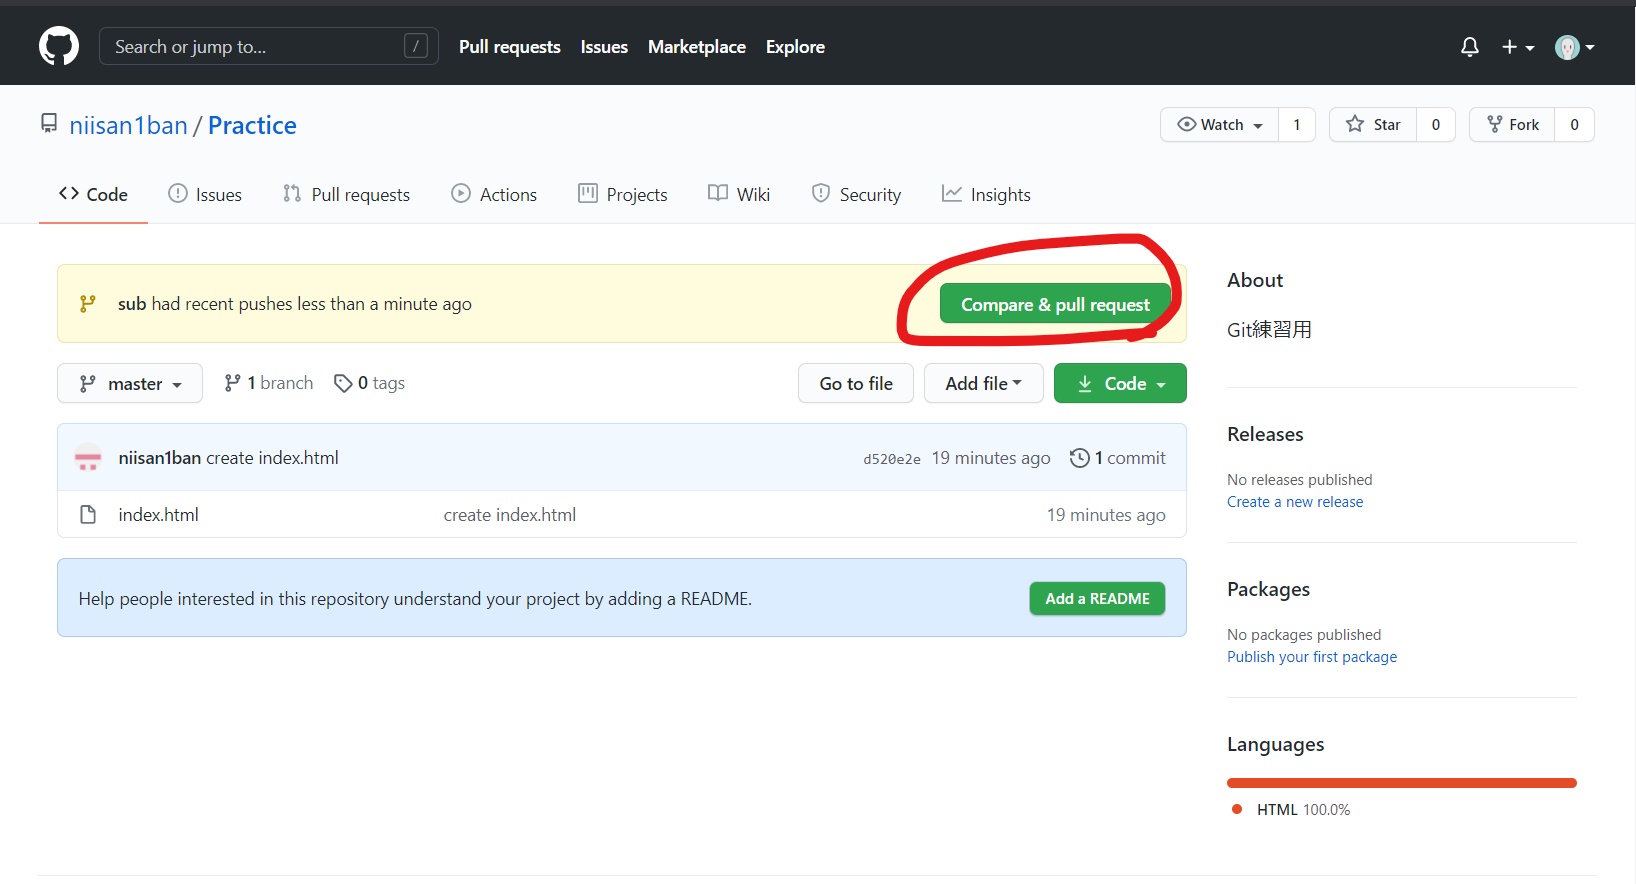 Search or jump to... /
Pull requests Issues Marketplace Explore
niisan1ban / Practice
Watch 1 Star 0 Fork 0
Code Issues Pull requests Actions Projects Wiki Security Insights
sub had recent pushes less than a minute ago Compare & pull request
master 1 branch 0 tags Go to file Add file Code
niisan1ban create index.html d520e2e 19 minutes ago 1 commit
index.html create index.html 19 minutes ago
Help people interested in this repository understand your project by adding a README. Add a README
About
Git練習用
Releases
No releases published
Create a new release
Packages
No packages published
Publish your first package
Languages
HTML 100.0%